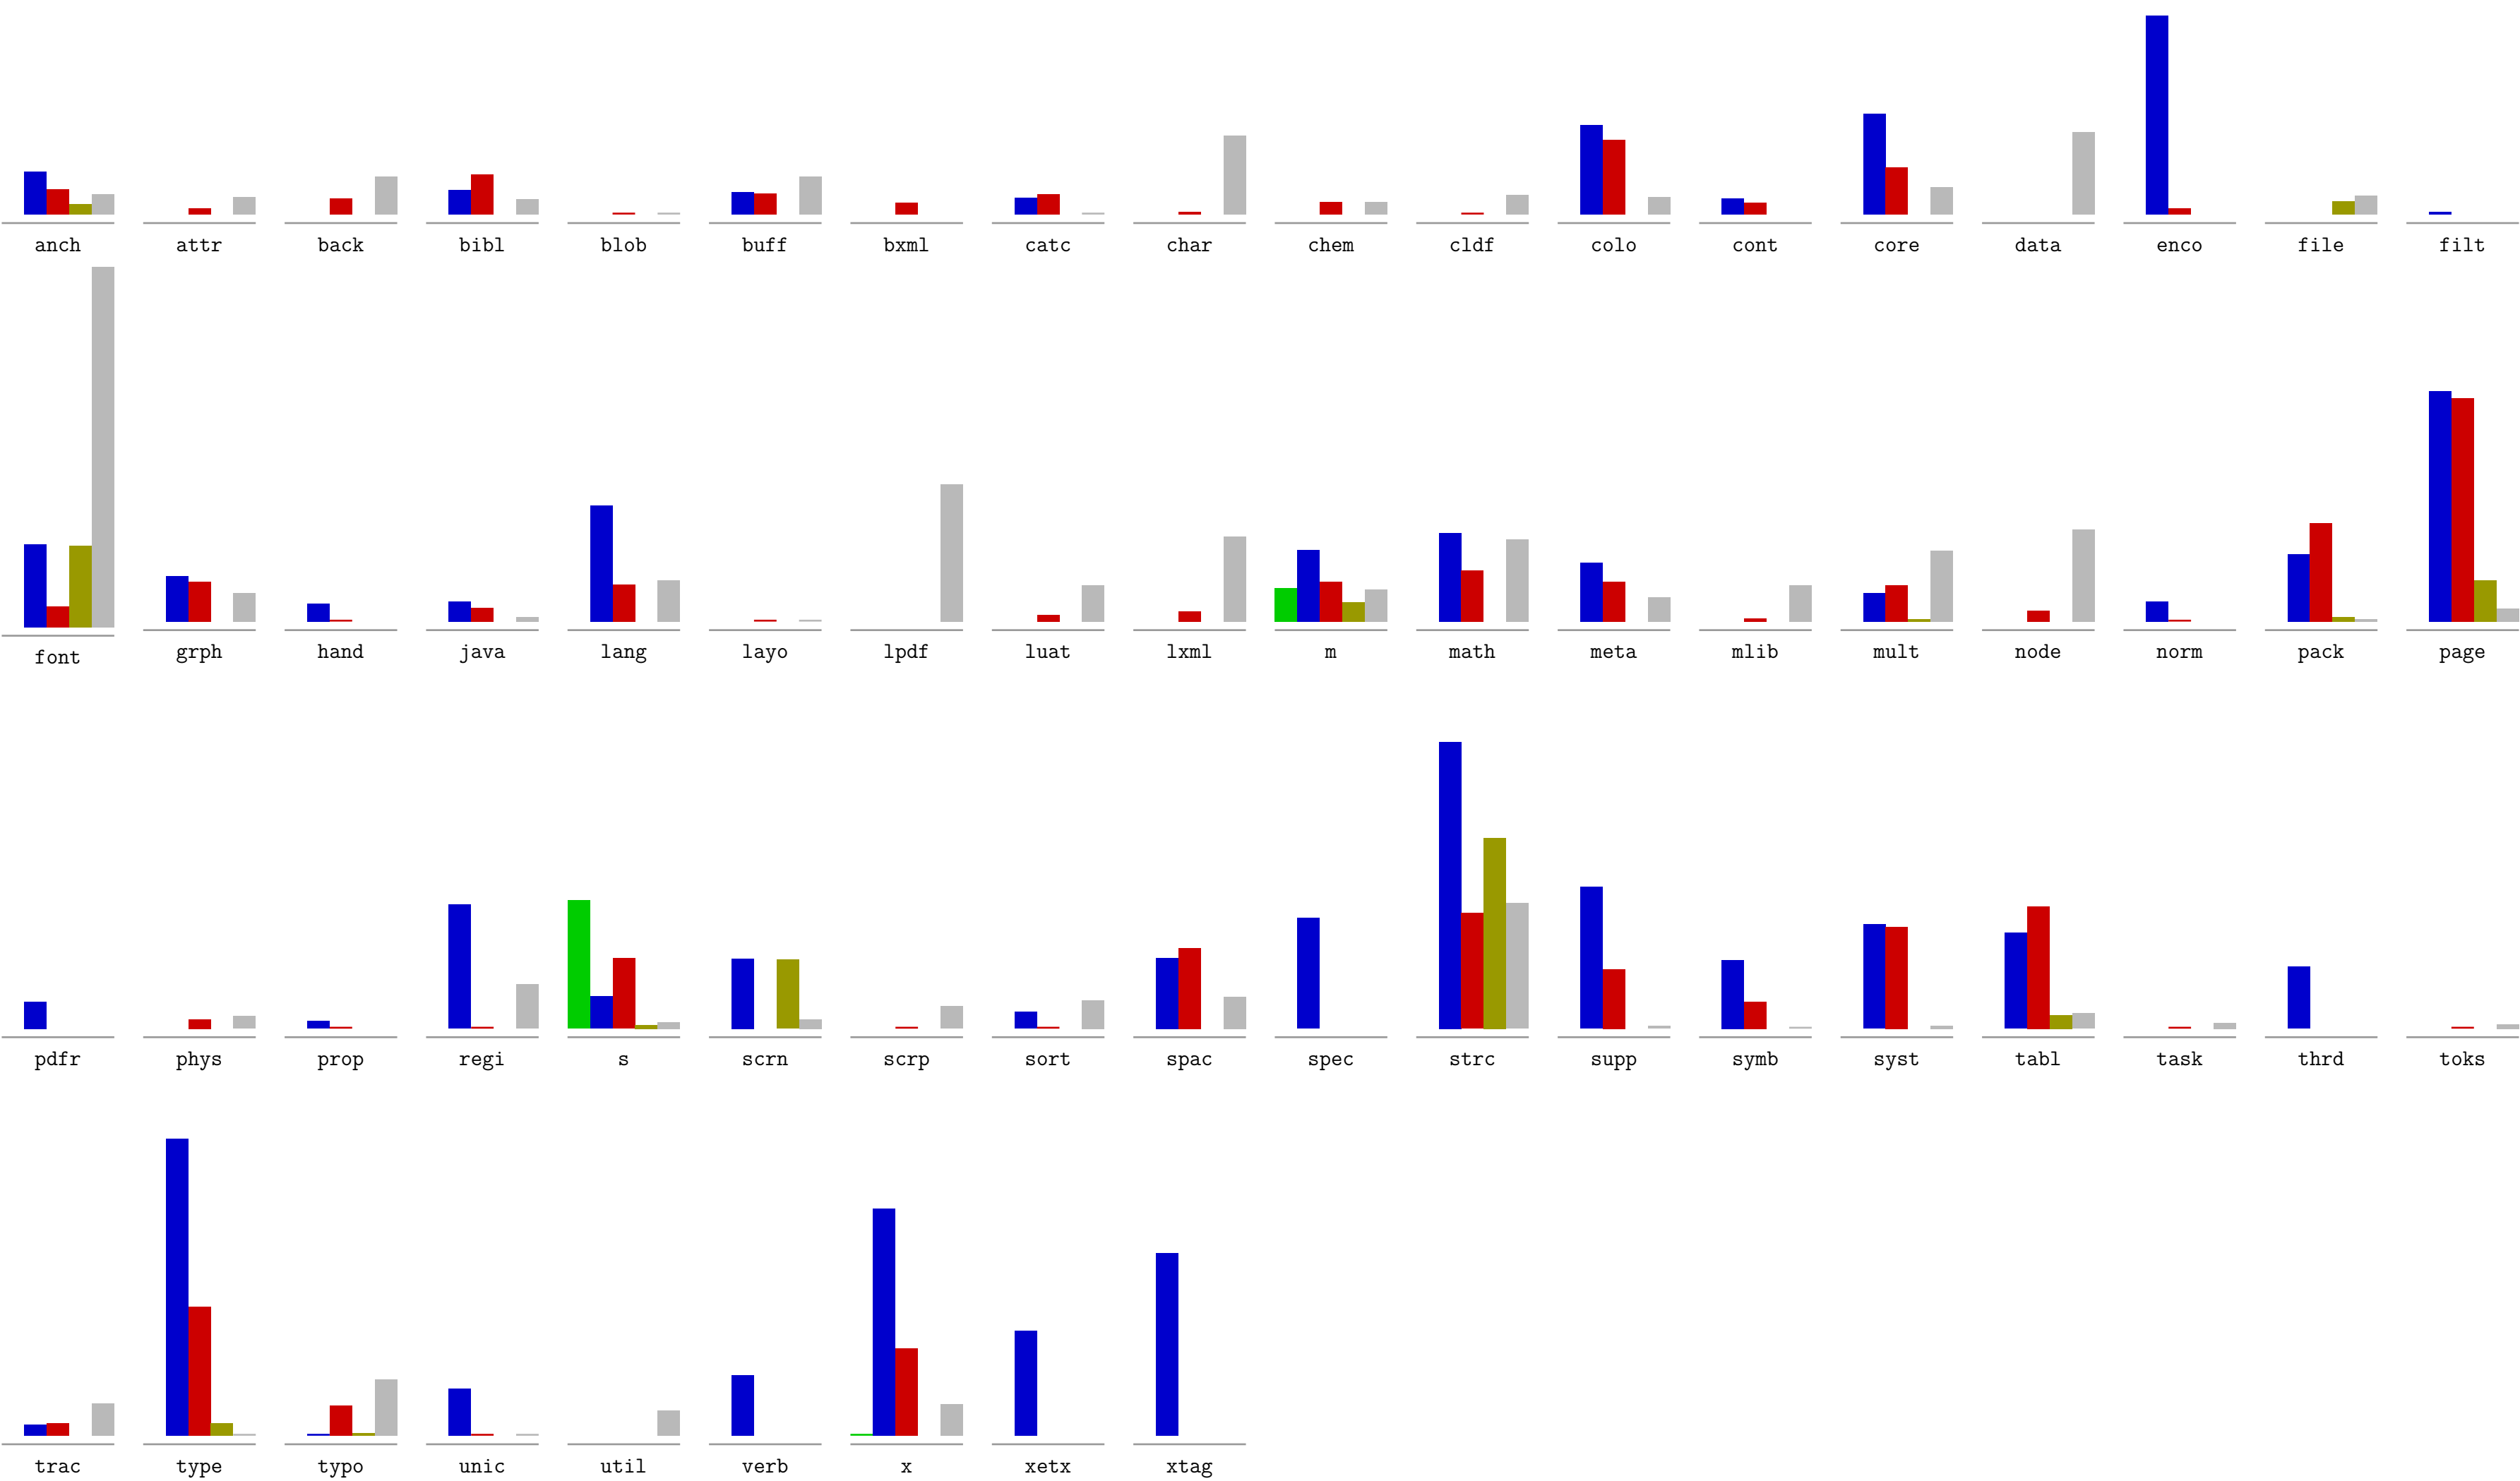 anch attr back bibl blob buff bxml catc char chem cldf colo cont core data enco file filt
font grph hand java lang layo lpdf luat lxml m math meta mlib mult node norm pack page
pdfr phys prop regi s scrn scrp sort spac spec strc supp symb syst tabl task thrd toks
trac type typo unic util verb x xetx xtag